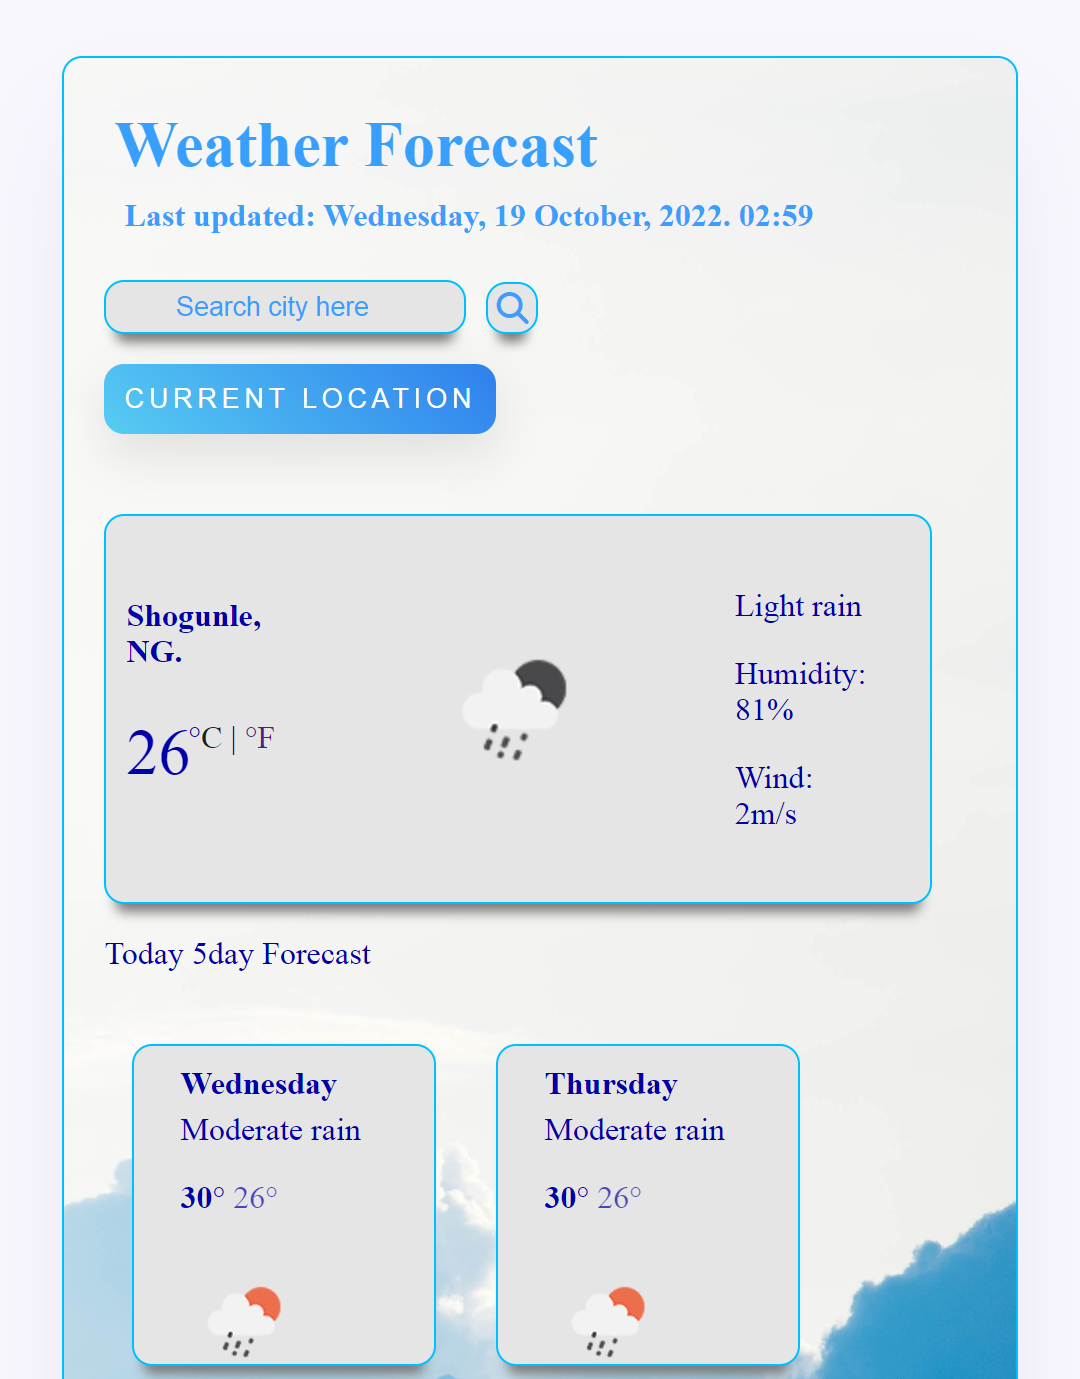 Weather Forecast
Last updated: Wednesday, 19 October, 2022. 02:59
Search city here
CURRENT LOCATION
Shogunle,
NG.
26°C | °F
Light rain
Humidity:
81%
Wind:
2m/s
Today 5day Forecast
Wednesday
Moderate rain
30° 26°
Thursday
Moderate rain
30° 26°